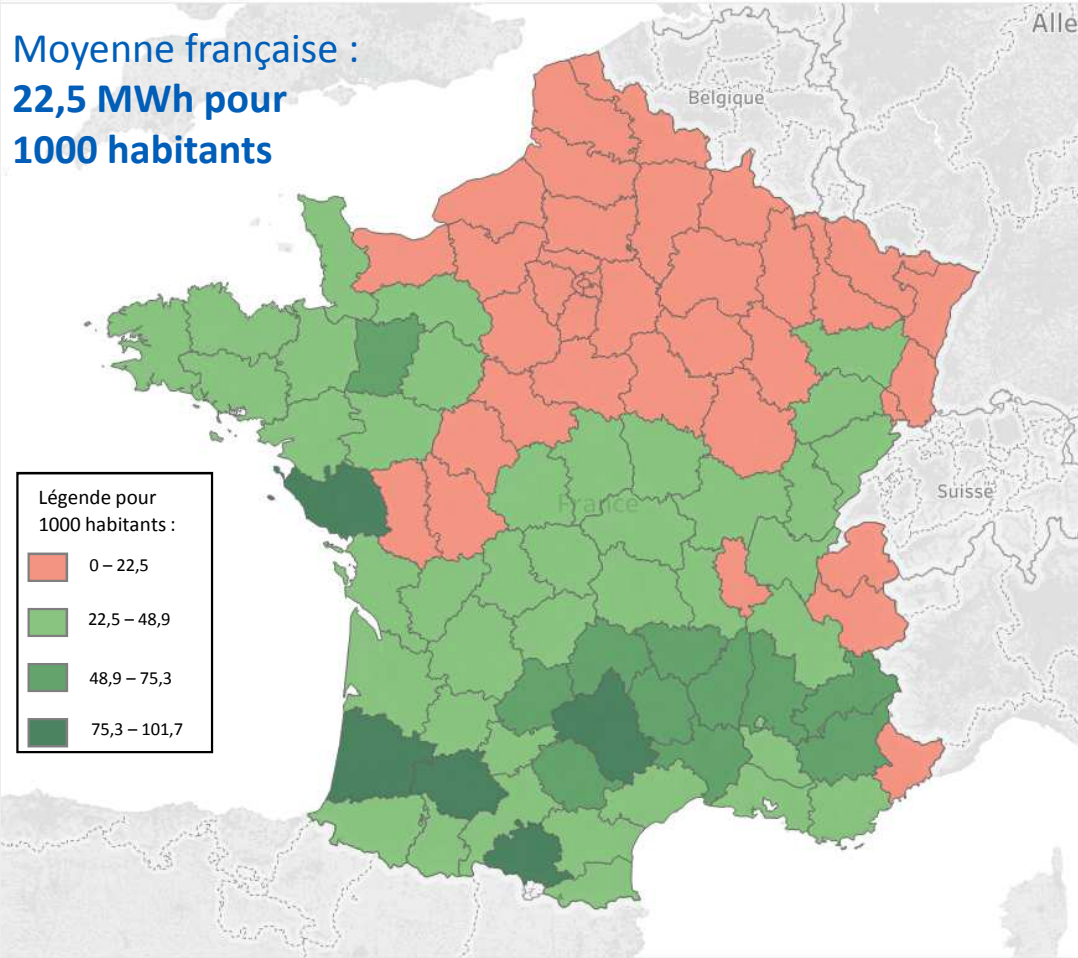 Moyenne française :
22,5 MWh pour
1000 habitants
Alle
Belgique
France
Suisse
Légende pour
1000 habitants :
0 – 22,5
22,5 – 48,9
48,9 – 75,3
75,3 – 101,7